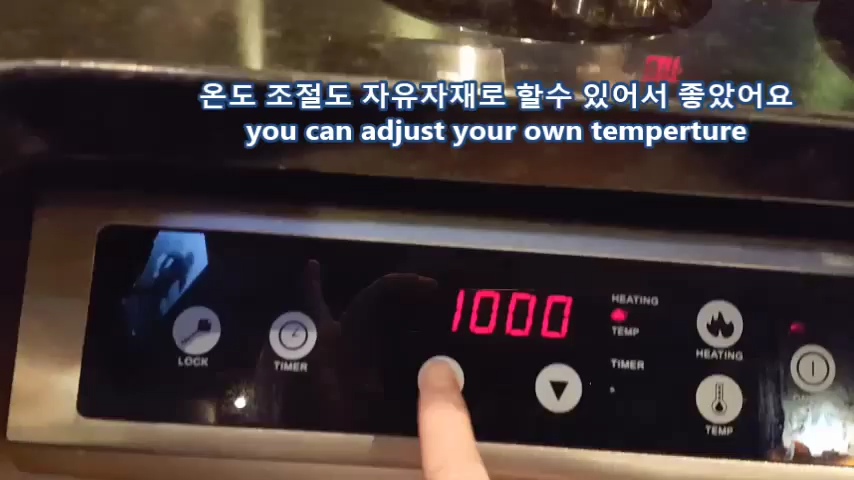 온도 조절도 자유자재로 할수 있어서 좋았어요
you can adjust your own temperture
1000
HEATING
TEMP
TIMER
LOCK
TIMER
HEATING
TEMP